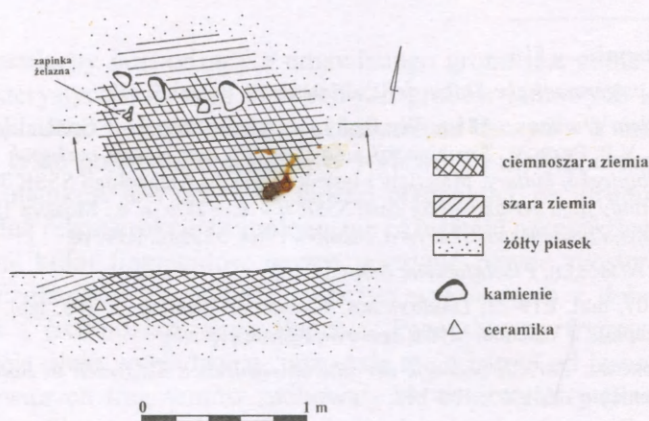 zapinka
żelazna
ciemnoszara ziemia
szara ziemia
żółty piasek
kamienie
ceramika
0 1 m